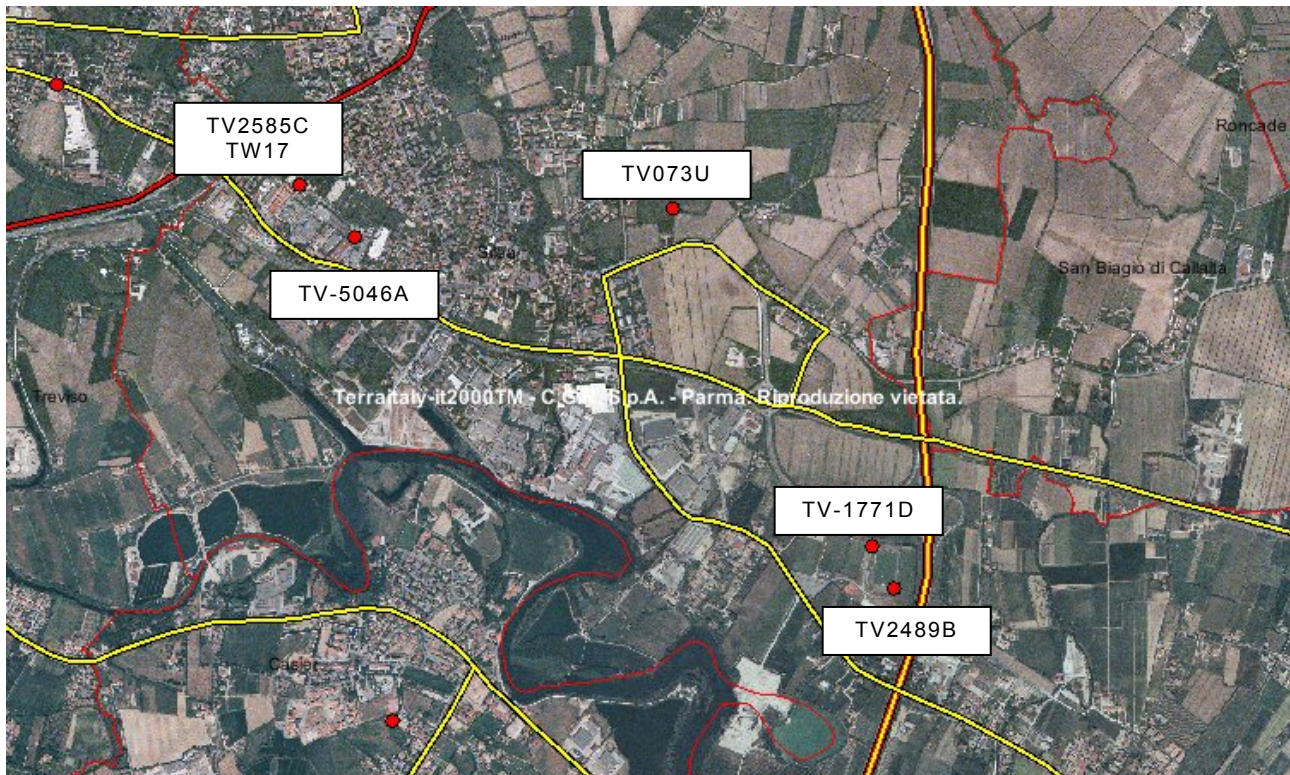 TV2585C
TW17
Roncade
TV073U
Silea
San Biagio di Callalta
TV-5046A
Treviso
Terraitaly-it2000TM - C.G.R. S.p.A. - Parma. Riproduzione vietata.
TV-1771D
TV2489B
Casier